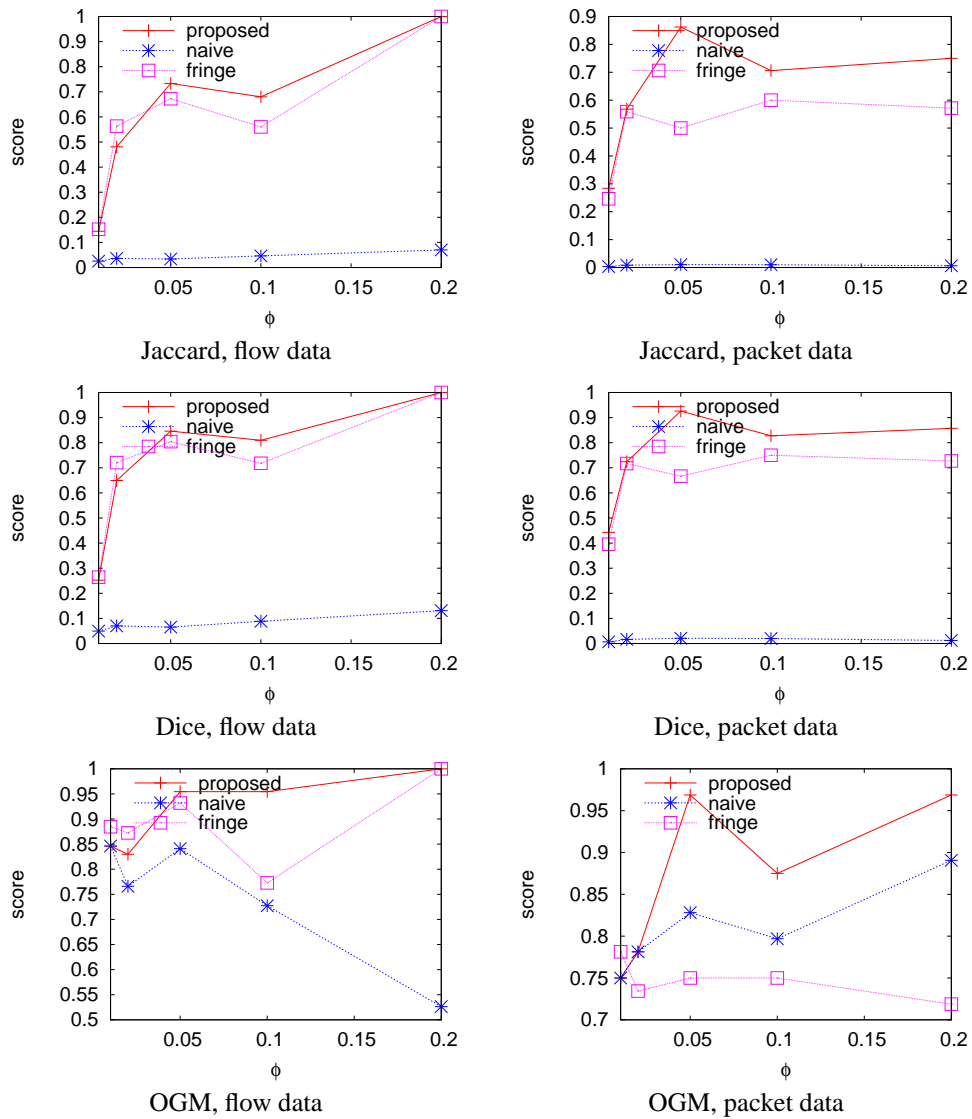 1
0.9
0.8
0.7
0.6
0.5
0.4
0.3
0.2
0.1
0
score
proposed
naive
fringe
0.05
0.1
0.15
0.2
ϕ
Jaccard, flow data
0.9
0.8
0.7
0.6
0.5
0.4
0.3
0.2
0.1
0
score
proposed
naive
fringe
0.05
0.1
0.15
0.2
ϕ
Jaccard, packet data
1
0.9
0.8
0.7
0.6
0.5
0.4
0.3
0.2
0.1
0
score
proposed
naive
fringe
0.05
0.1
0.15
0.2
ϕ
Dice, flow data
1
0.9
0.8
0.7
0.6
0.5
0.4
0.3
0.2
0.1
0
score
proposed
naive
fringe
0.05
0.1
0.15
0.2
ϕ
Dice, packet data
1
0.95
0.9
0.85
0.8
0.75
0.7
0.65
0.6
0.55
0.5
score
proposed
naive
fringe
0.05
0.1
0.15
0.2
ϕ
OGM, flow data
1
0.95
0.9
0.85
0.8
0.75
0.7
score
proposed
naive
fringe
0.05
0.1
0.15
0.2
ϕ
OGM, packet data